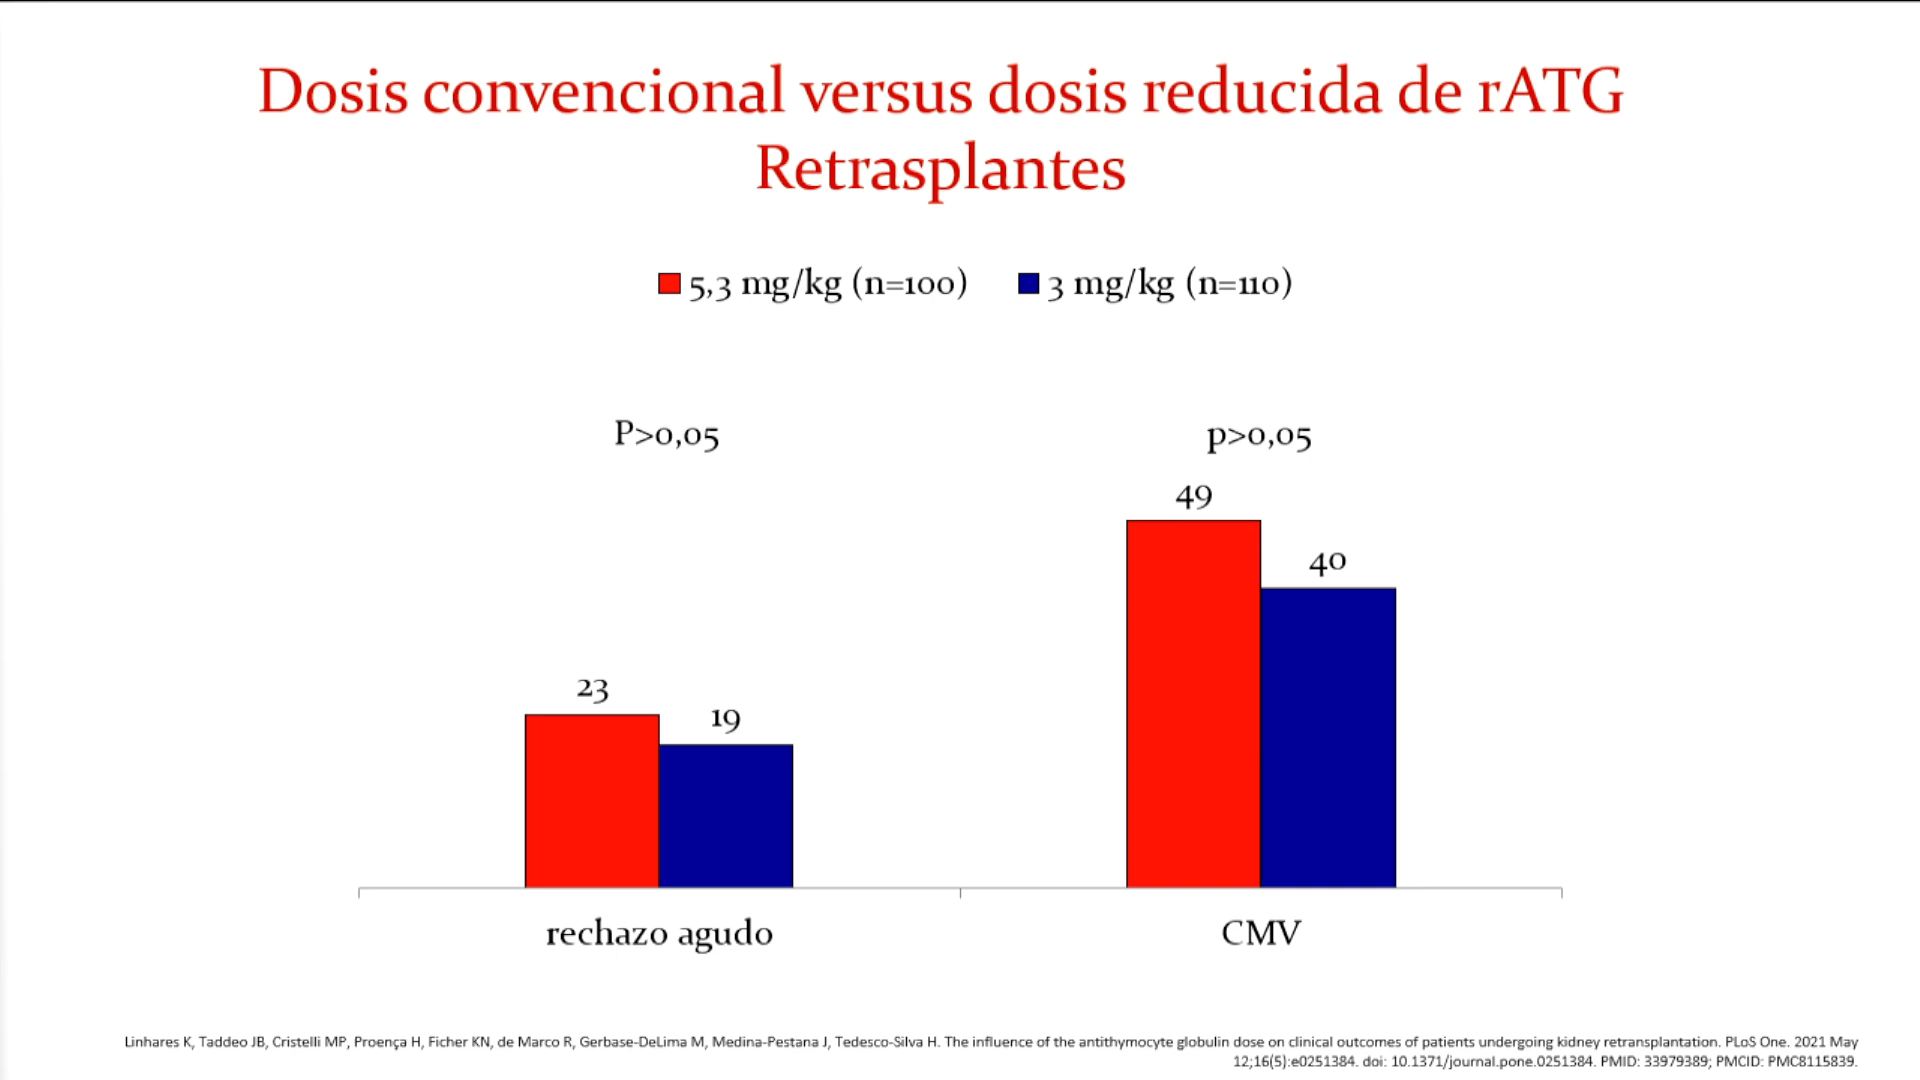 Dosis convencional versus dosis reducida de rATG
Retrasplantes
5,3 mg/kg (n=100) 3 mg/kg (n=110)
P>0,05 p>0,05
49
40
23
19
rechazo agudo CMV
Linhares K, Taddeo JB, Cristelli MP, Proença H, Ficher KN, de Marco R, Gerbase-DeLima M, Medina-Pestana J, Tedesco-Silva H. The influence of the antithymocyte globulin dose on clinical outcomes of patients undergoing kidney retransplantation. PLoS One. 2021 May
12;16(5):e0251384. doi: 10.1371/journal.pone.0251384. PMID: 33979389; PMCID: PMC8115839.